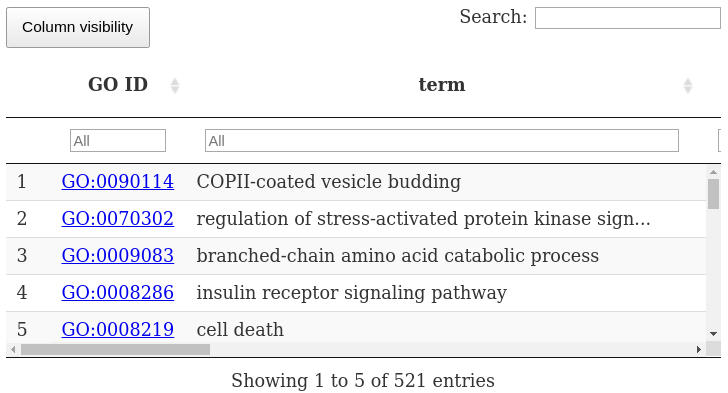 Column visibility
Search:
GO ID term
All All
1 GO:0090114 COPII-coated vesicle budding
2 GO:0070302 regulation of stress-activated protein kinase sign...
3 GO:0009083 branched-chain amino acid catabolic process
4 GO:0008286 insulin receptor signaling pathway
5 GO:0008219 cell death
Showing 1 to 5 of 521 entries